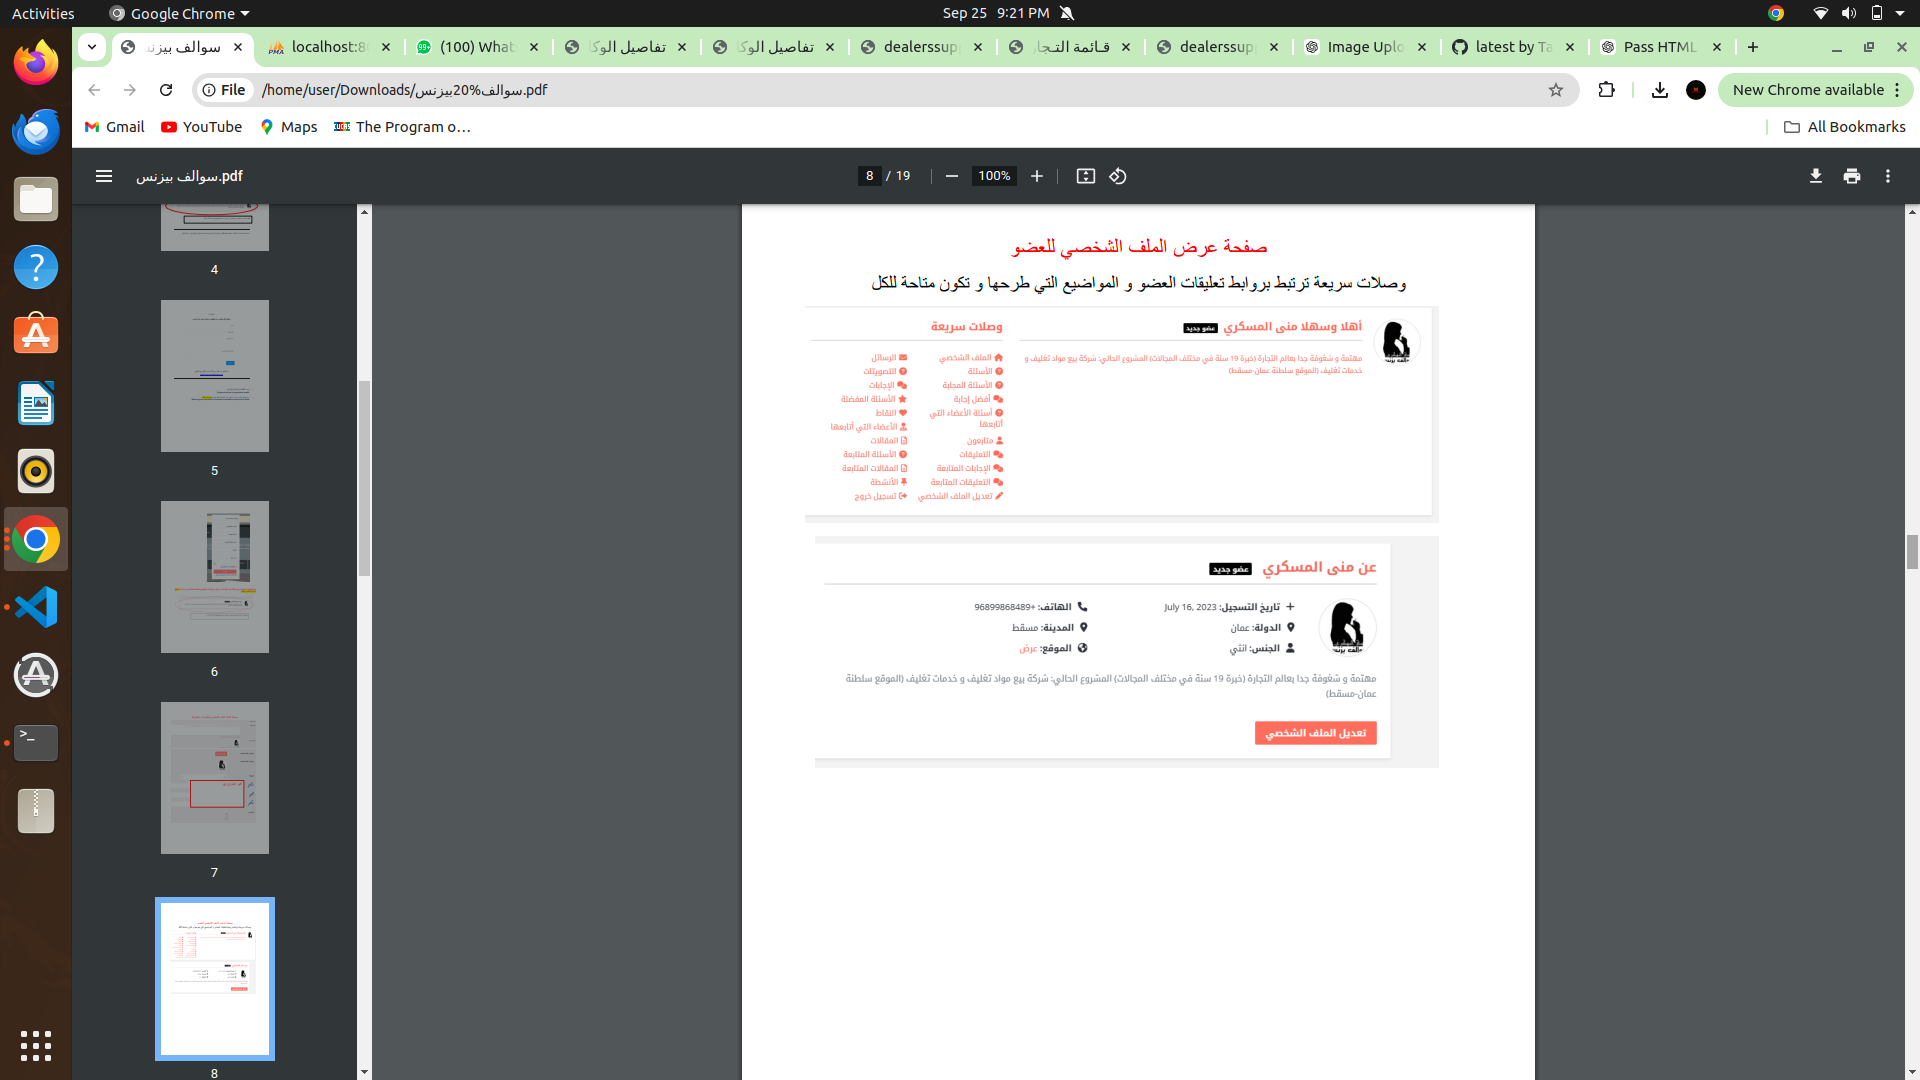 Activities
Google Chrome
Sep 25 9:21 PM
سوالف بيزنس
localhost:8
(100) What
تفاصيل الوكا
تفاصيل الوكا
dealerssup
قـائمة التـجار
dealerssup
Image Uplo
latest by Ta
Pass HTML
File
/home/user/Downloads/سوالف%20بيزنس.pdf
New Chrome available
Gmail
YouTube
Maps
The Program o…
All Bookmarks
سوالف بيزنس.pdf
8 / 19
100%
4
5
6
7
8
صفحة عرض الملف الشخصي للعضو
وصلات سريعة ترتبط بروابط تعليقات العضو و المواضيع التي طرحها و تكون متاحة للكل
أهلا وسهلا منى المسكري عضو جديد
مهتمة و شغوفة جدا بعالم التجارة (خبرة 19 سنة في مختلف المجالات) المشروع الحالي: شركة بيع مواد تغليف و
خدمات تغليف (الموقع سلطنة عمان-مسقط)
وصلات سريعة
الملف الشخصي
الرسائل
الأسئلة
التصويتات
الأسئلة المجابة
الإجابات
أفضل إجابة
الأسئلة المفضلة
أسئلة الأعضاء التي
أتابعها
النقاط
الأعضاء التي أتابعها
متابعون
المقالات
التعليقات
الأسئلة المتابعة
الإجابات المتابعة
المقالات المتابعة
التعليقات المتابعة
الأنشطة
تعديل الملف الشخصي
تسجيل خروج
عن منى المسكري عضو جديد
تاريخ التسجيل: July 16, 2023
الهاتف: +96899868489
الدولة: عمان
المدينة: مسقط
الجنس: انثي
الموقع: عرض
مهتمة و شغوفة جدا بعالم التجارة (خبرة 19 سنة في مختلف المجالات) المشروع الحالي: شركة بيع مواد تغليف و خدمات تغليف (الموقع سلطنة
عمان-مسقط)
تعديل الملف الشخصي